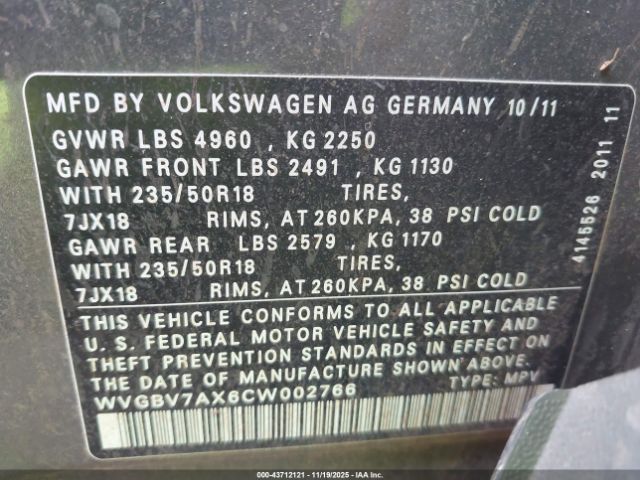 MFD BY VOLKSWAGEN AG GERMANY 10/11
GVWR LBS 4960 , KG 2250
GAWR FRONT LBS 2491 , KG 1130
WITH 235/50R18 TIRES,
7JX18 RIMS, AT 260KPA, 38 PSI COLD
GAWR REAR LBS 2579 , KG 1170
WITH 235/50R18 TIRES,
7JX18 RIMS, AT 260KPA, 38 PSI COLD
THIS VEHICLE CONFORMS TO ALL APPLICABLE
U. S. FEDERAL MOTOR VEHICLE SAFETY AND
THEFT PREVENTION STANDARDS IN EFFECT ON
THE DATE OF MANUFACTURE SHOWN ABOVE.
WVGBV7AX6CW002766 TYPE: MPV
4145526 2011 11
000-43712121 - 11/19/2025 - IAAHQBRANDING